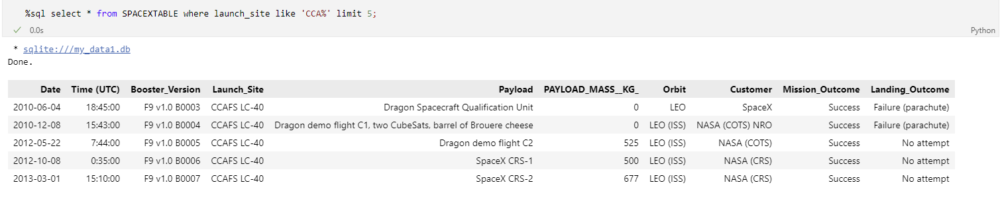 %sql select * from SPACEXTABLE where launch_site like 'CCA%' limit 5;
✓ 0.0s Python
* sqlite:///my_data1.db
Done.
Date Time (UTC) Booster_Version Launch_Site Payload PAYLOAD_MASS__KG_ Orbit Customer Mission_Outcome Landing_Outcome
2010-06-04 18:45:00 F9 v1.0 B0003 CCAFS LC-40 Dragon Spacecraft Qualification Unit 0 LEO SpaceX Success Failure (parachute)
2010-12-08 15:43:00 F9 v1.0 B0004 CCAFS LC-40 Dragon demo flight C1, two CubeSats, barrel of Brouere cheese 0 LEO (ISS) NASA (COTS) NRO Success Failure (parachute)
2012-05-22 7:44:00 F9 v1.0 B0005 CCAFS LC-40 Dragon demo flight C2 525 LEO (ISS) NASA (COTS) Success No attempt
2012-10-08 0:35:00 F9 v1.0 B0006 CCAFS LC-40 SpaceX CRS-1 500 LEO (ISS) NASA (CRS) Success No attempt
2013-03-01 15:10:00 F9 v1.0 B0007 CCAFS LC-40 SpaceX CRS-2 677 LEO (ISS) NASA (CRS) Success No attempt